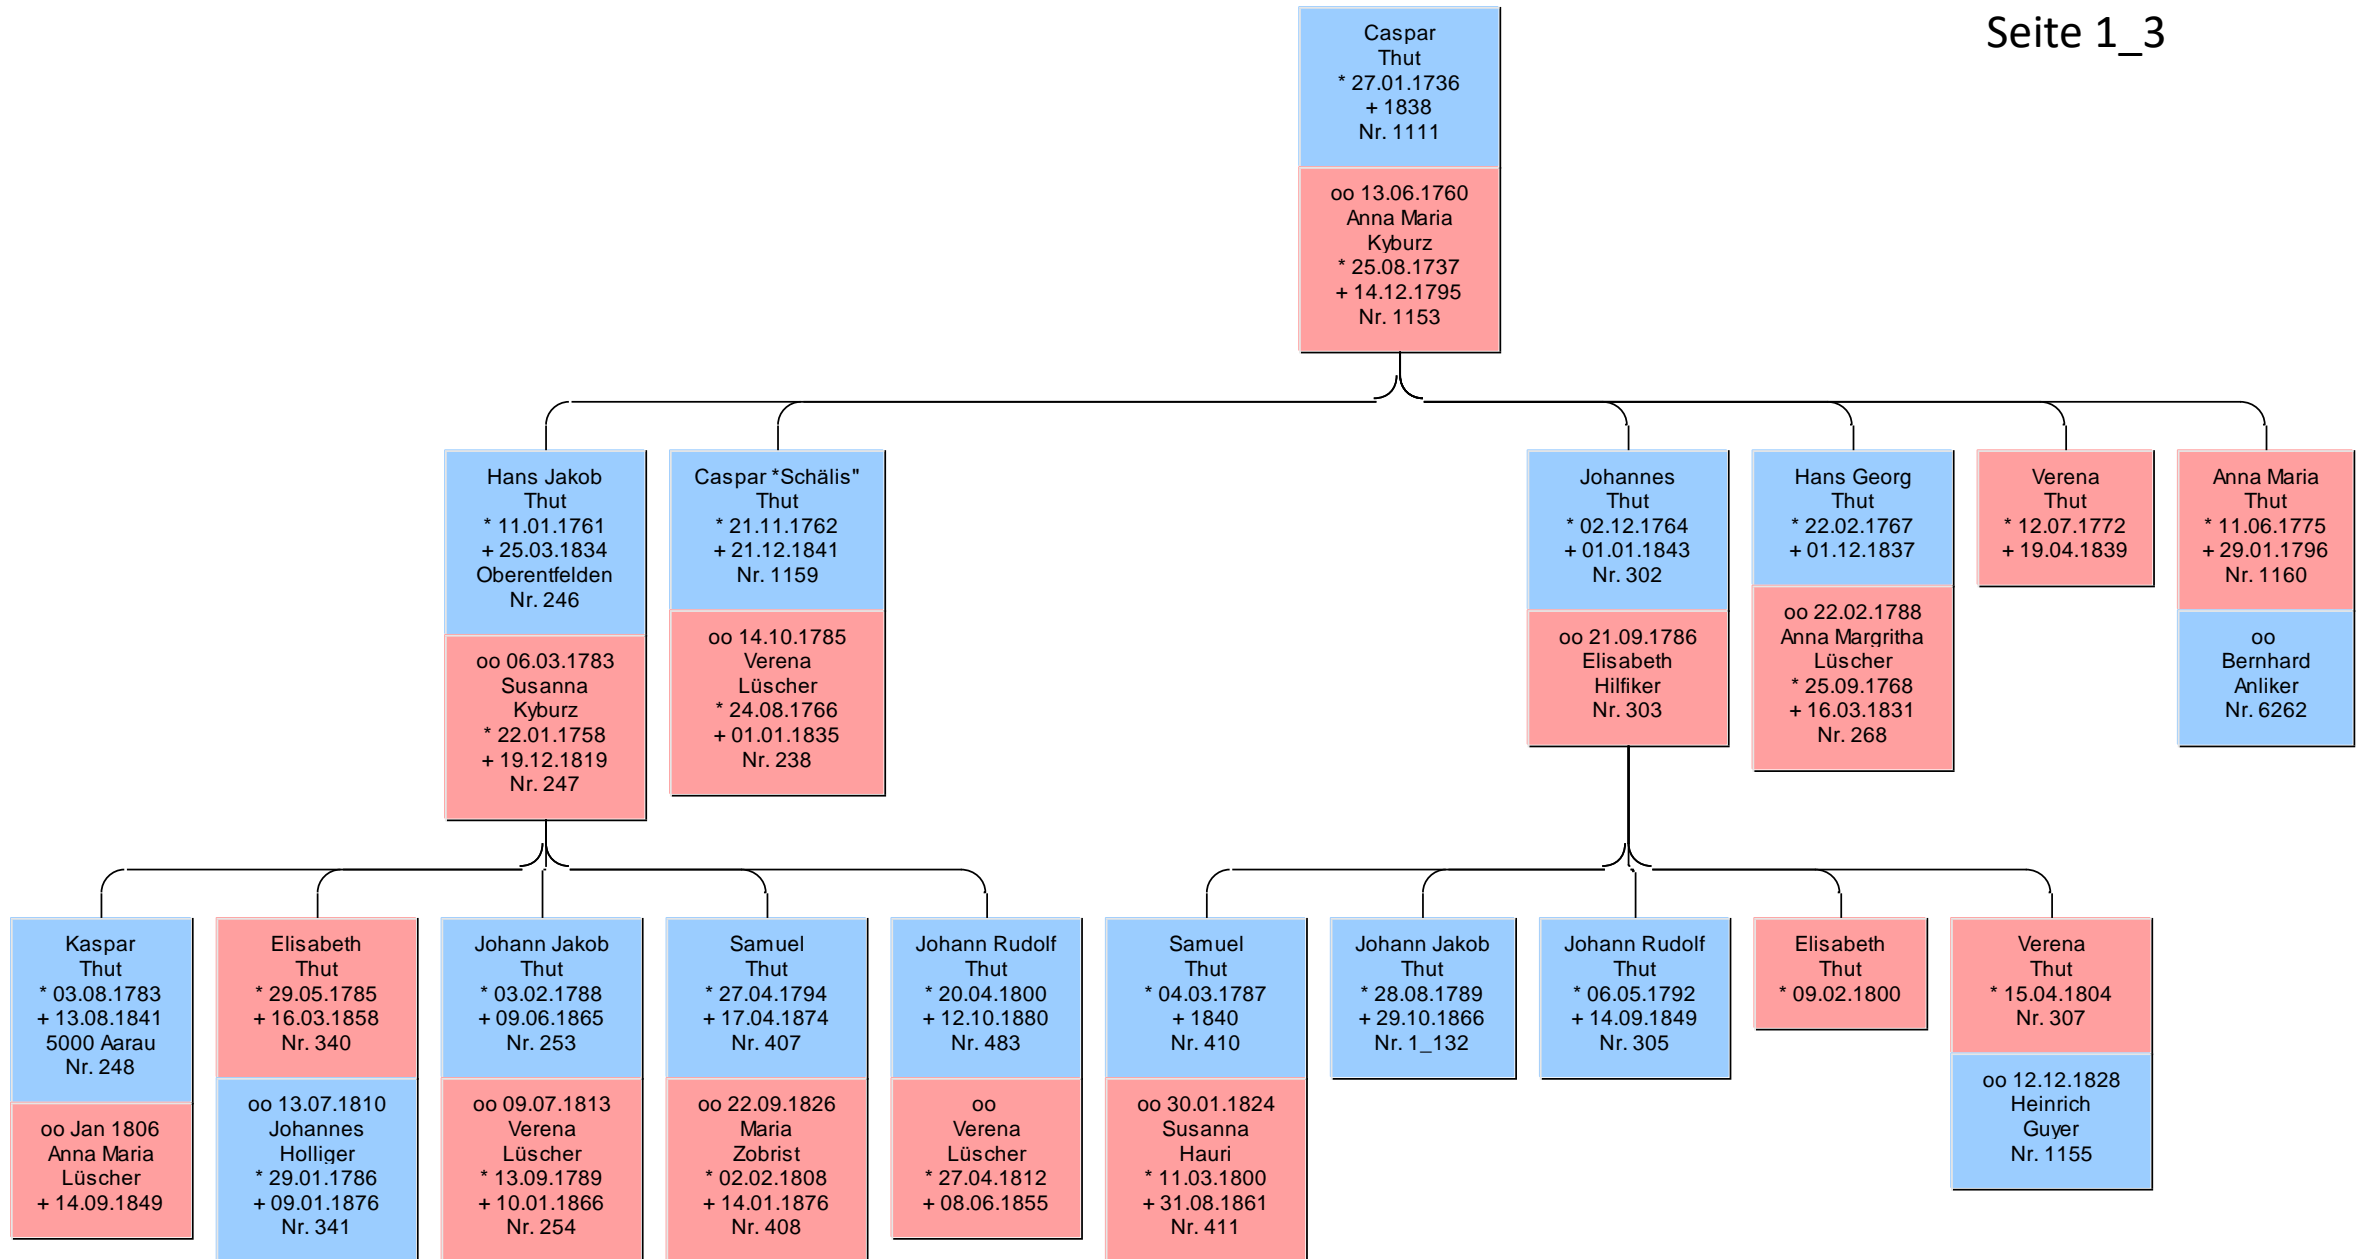 Seite 1_3
Caspar
Thut
* 27.01.1736
+ 1838
Nr. 1111
oo 13.06.1760
Anna Maria
Kyburz
* 25.08.1737
+ 14.12.1795
Nr. 1153
Hans Jakob
Thut
* 11.01.1761
+ 25.03.1834
Oberentfelden
Nr. 246
oo 06.03.1783
Susanna
Kyburz
* 22.01.1758
+ 19.12.1819
Nr. 247
Caspar *Schälis"
Thut
* 21.11.1762
+ 21.12.1841
Nr. 1159
oo 14.10.1785
Verena
Lüscher
* 24.08.1766
+ 01.01.1835
Nr. 238
Johannes
Thut
* 02.12.1764
+ 01.01.1843
Nr. 302
oo 21.09.1786
Elisabeth
Hilfiker
Nr. 303
Hans Georg
Thut
* 22.02.1767
+ 01.12.1837
oo 22.02.1788
Anna Margritha
Lüscher
* 25.09.1768
+ 16.03.1831
Nr. 268
Verena
Thut
* 12.07.1772
+ 19.04.1839
Anna Maria
Thut
* 11.06.1775
+ 29.01.1796
Nr. 1160
oo
Bernhard
Anliker
Nr. 6262
Kaspar
Thut
* 03.08.1783
+ 13.08.1841
5000 Aarau
Nr. 248
oo Jan 1806
Anna Maria
Lüscher
+ 14.09.1849
Elisabeth
Thut
* 29.05.1785
+ 16.03.1858
Nr. 340
oo 13.07.1810
Johannes
Holliger
* 29.01.1786
+ 09.01.1876
Nr. 341
Johann Jakob
Thut
* 03.02.1788
+ 09.06.1865
Nr. 253
oo 09.07.1813
Verena
Lüscher
* 13.09.1789
+ 10.01.1866
Nr. 254
Samuel
Thut
* 27.04.1794
+ 17.04.1874
Nr. 407
oo 22.09.1826
Maria
Zobrist
* 02.02.1808
+ 14.01.1876
Nr. 408
Johann Rudolf
Thut
* 20.04.1800
+ 12.10.1880
Nr. 483
oo
Verena
Lüscher
* 27.04.1812
+ 08.06.1855
Samuel
Thut
* 04.03.1787
+ 1840
Nr. 410
oo 30.01.1824
Susanna
Hauri
* 11.03.1800
+ 31.08.1861
Nr. 411
Johann Jakob
Thut
* 28.08.1789
+ 29.10.1866
Nr. 1_132
Johann Rudolf
Thut
* 06.05.1792
+ 14.09.1849
Nr. 305
Elisabeth
Thut
* 09.02.1800
Verena
Thut
* 15.04.1804
Nr. 307
oo 12.12.1828
Heinrich
Guyer
Nr. 1155